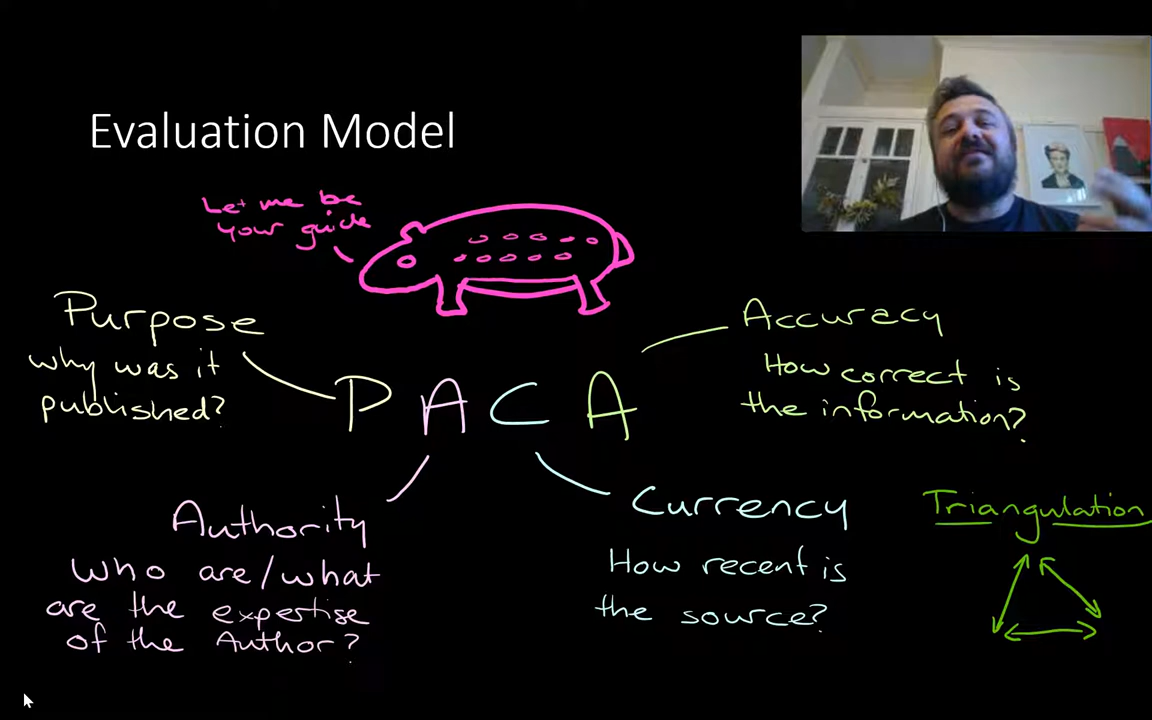 Evaluation Model
Let me be
your guide
Purpose
why was it
published?
PACA
Accuracy
How correct is
the information?
Authority
Who are/what
are the expertise
of the Author?
Currency
How recent is
the source?
Triangulation